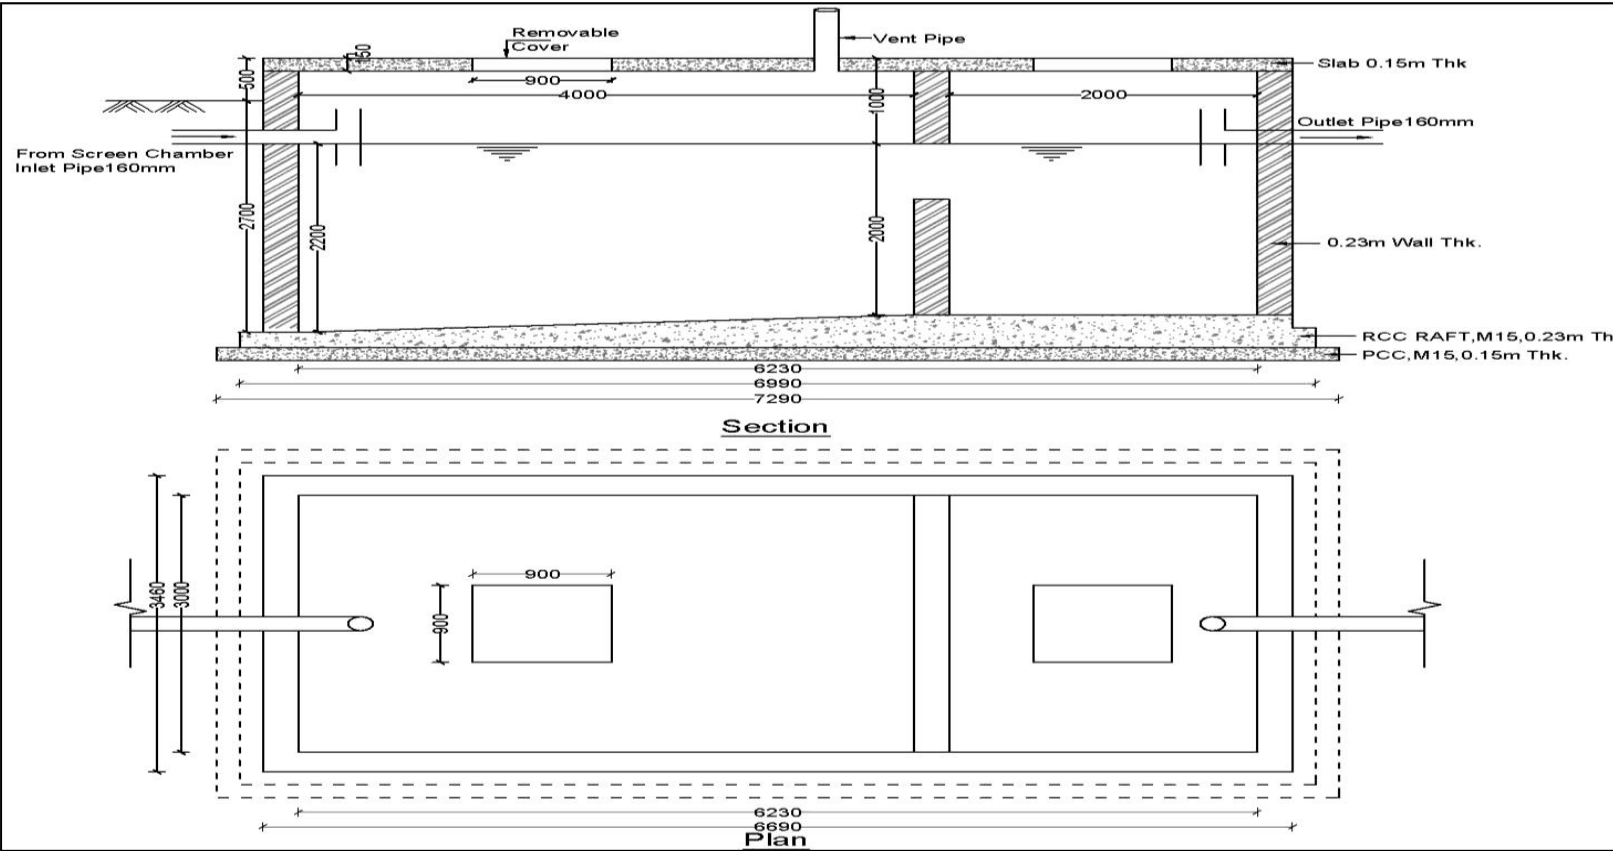 Removable
Cover
Vent Pipe
150
Slab 0.15m Thk
500
900
4000
1000
2000
Outlet Pipe160mm
From Screen Chamber
Inlet Pipe160mm
2700
2200
2000
0.23m Wall Thk.
RCC RAFT,M15,0.23m Th
PCC,M15,0.15m Thk.
6230
6990
7290
Section
900
900
3460
3000
6230
6690
Plan